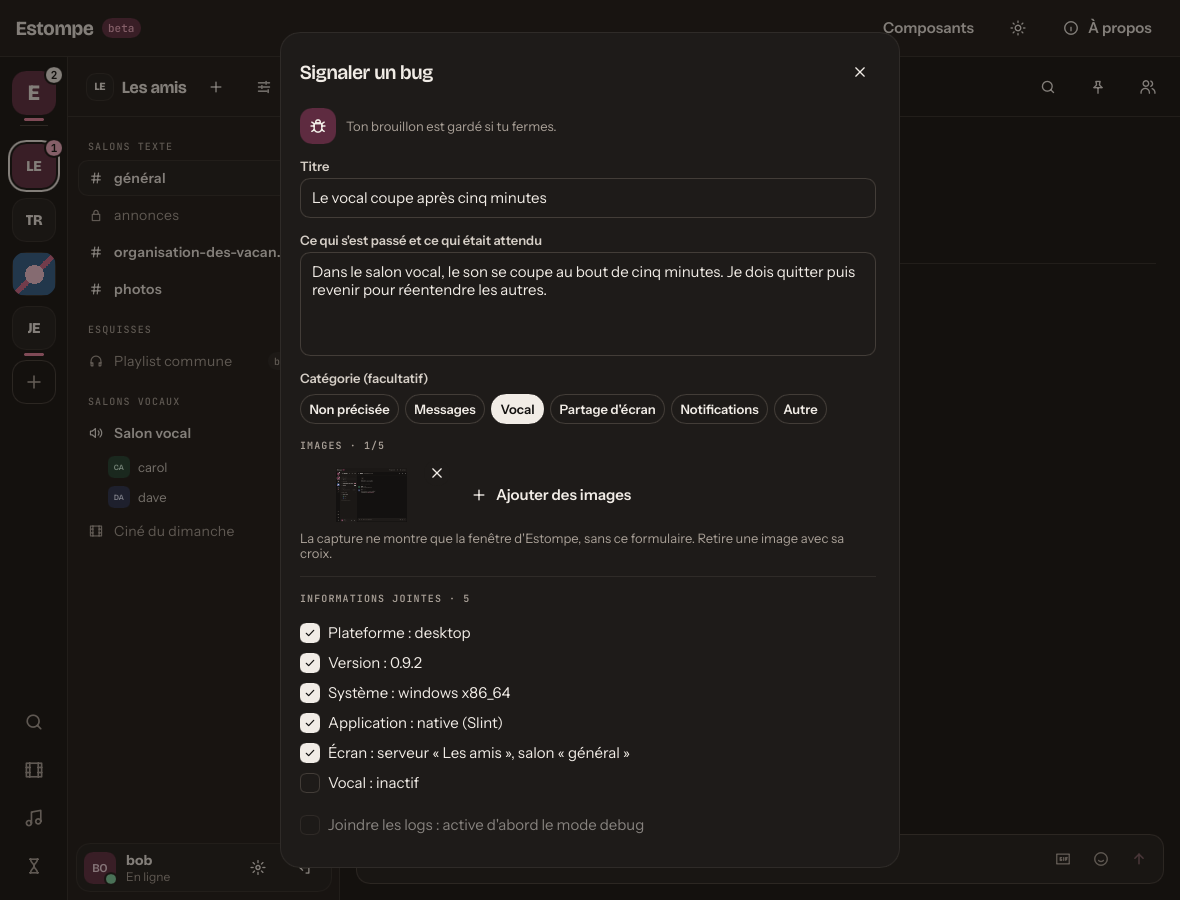 Estompe beta
Composants
À propos
E
2
LE
1
TR
JE
LE Les amis
SALONS TEXTE
# général
annonces
# organisation-des-vacan.
# photos
ESQUISSES
Playlist commune
SALONS VOCAUX
Salon vocal
CA carol
DA dave
Ciné du dimanche
BO bob
En ligne
Signaler un bug
Ton brouillon est gardé si tu fermes.
Titre
Le vocal coupe après cinq minutes
Ce qui s'est passé et ce qui était attendu
Dans le salon vocal, le son se coupe au bout de cinq minutes. Je dois quitter puis
revenir pour réentendre les autres.
Catégorie (facultatif)
Non précisée Messages Vocal Partage d'écran Notifications Autre
IMAGES · 1/5
Ajouter des images
La capture ne montre que la fenêtre d'Estompe, sans ce formulaire. Retire une image avec sa
croix.
INFORMATIONS JOINTES · 5
Plateforme : desktop
Version : 0.9.2
Système : windows x86_64
Application : native (Slint)
Écran : serveur « Les amis », salon « général »
Vocal : inactif
Joindre les logs : active d'abord le mode debug
GIF